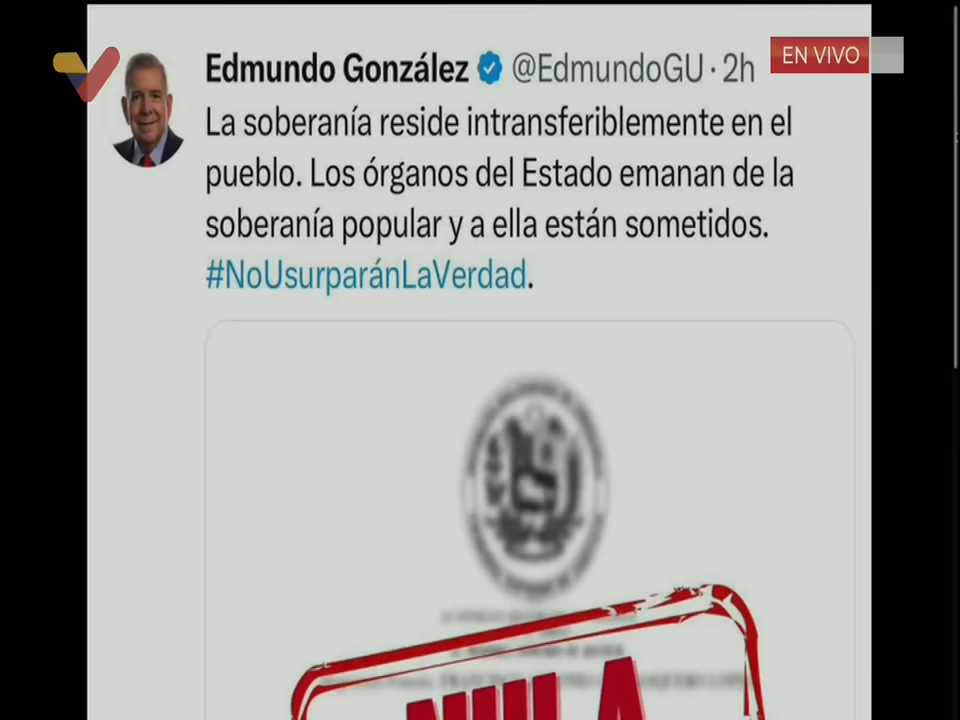 EN VIVO
Edmundo González @EdmundoGU · 2h
La soberanía reside intransferiblemente en el
pueblo. Los órganos del Estado emanan de la
soberanía popular y a ella están sometidos.
#NoUsurparánLaVerdad.
NULA